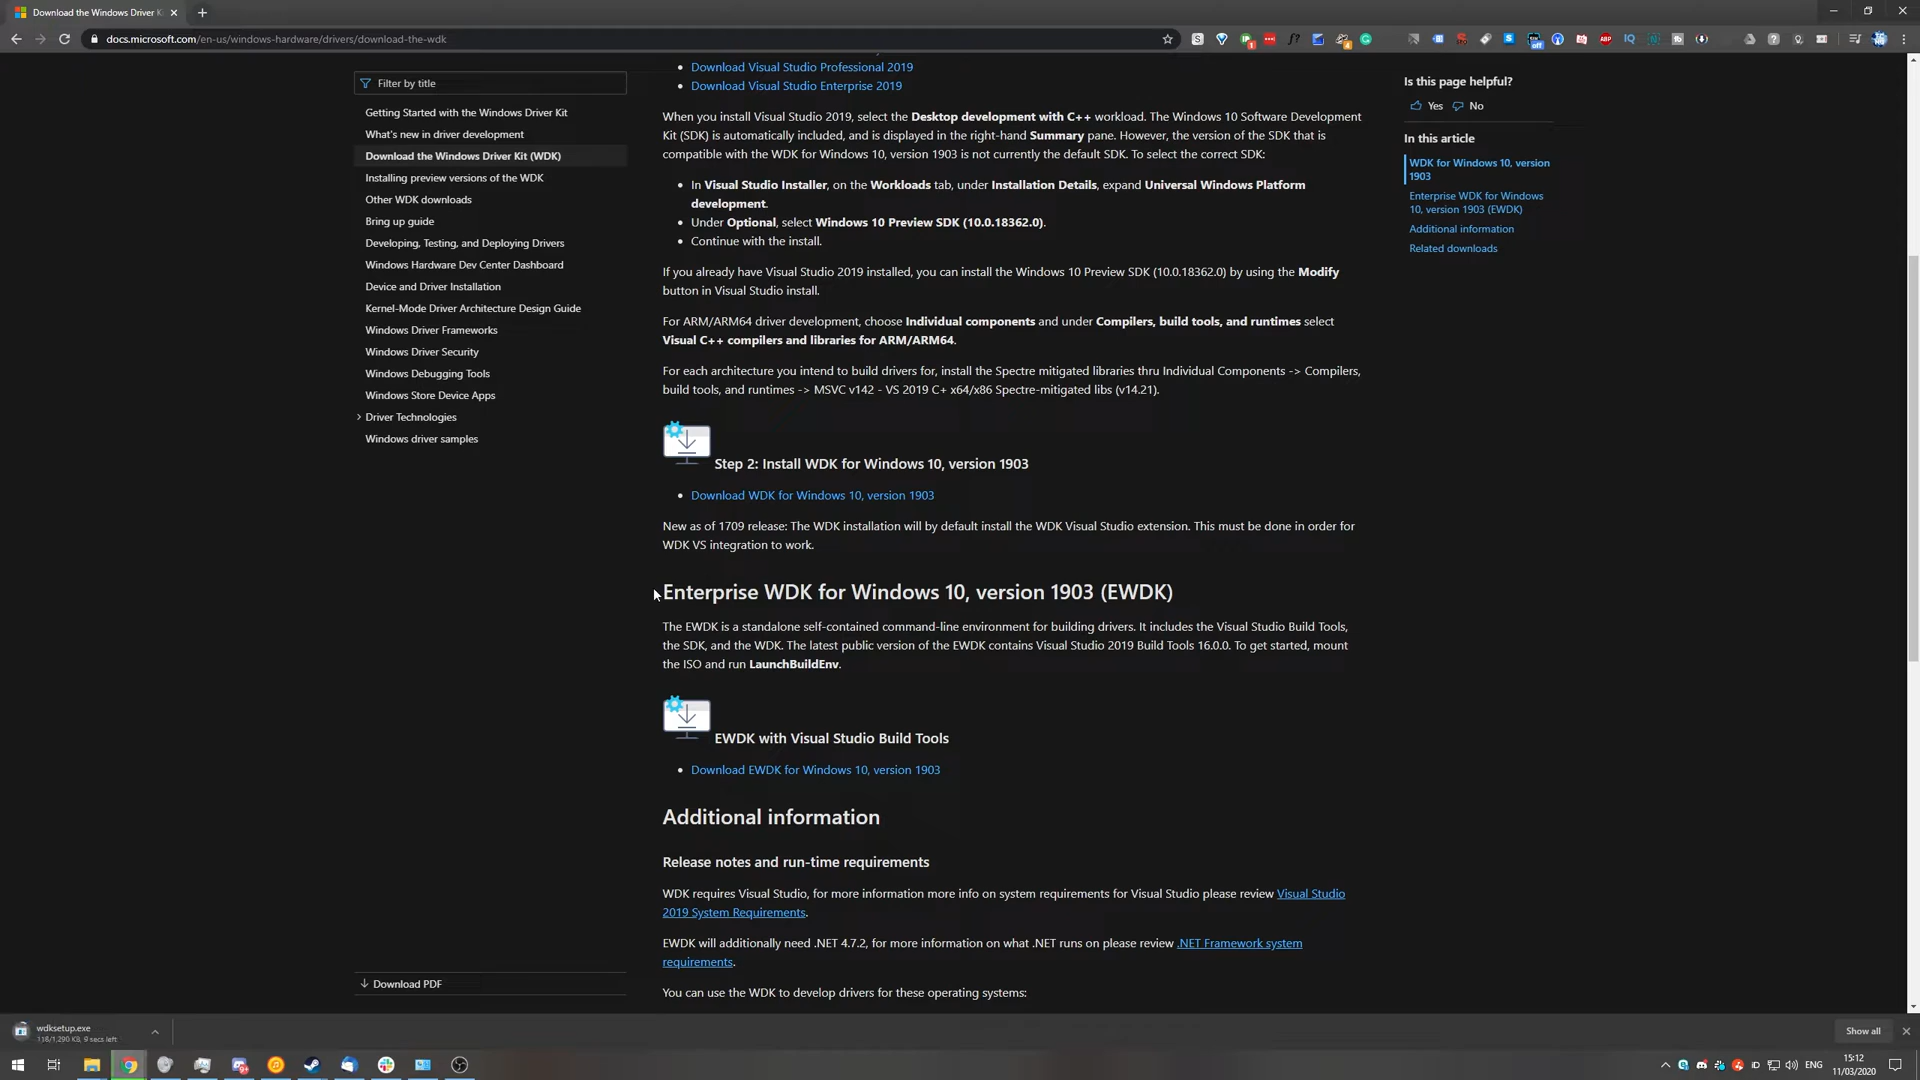 Download the Windows Driver K
docs.microsoft.com/en-us/windows-hardware/drivers/download-the-wdk
Filter by title
Getting Started with the Windows Driver Kit
What's new in driver development
Download the Windows Driver Kit (WDK)
Installing preview versions of the WDK
Other WDK downloads
Bring up guide
Developing, Testing, and Deploying Drivers
Windows Hardware Dev Center Dashboard
Device and Driver Installation
Kernel-Mode Driver Architecture Design Guide
Windows Driver Frameworks
Windows Driver Security
Windows Debugging Tools
Windows Store Device Apps
Driver Technologies
Windows driver samples
Download PDF
• Download Visual Studio Professional 2019
• Download Visual Studio Enterprise 2019
When you install Visual Studio 2019, select the Desktop development with C++ workload. The Windows 10 Software Development
Kit (SDK) is automatically included, and is displayed in the right-hand Summary pane. However, the version of the SDK that is
compatible with the WDK for Windows 10, version 1903 is not currently the default SDK. To select the correct SDK:
• In Visual Studio Installer, on the Workloads tab, under Installation Details, expand Universal Windows Platform
development.
• Under Optional, select Windows 10 Preview SDK (10.0.18362.0).
• Continue with the install.
If you already have Visual Studio 2019 installed, you can install the Windows 10 Preview SDK (10.0.18362.0) by using the Modify
button in Visual Studio install.
For ARM/ARM64 driver development, choose Individual components and under Compilers, build tools, and runtimes select
Visual C++ compilers and libraries for ARM/ARM64.
For each architecture you intend to build drivers for, install the Spectre mitigated libraries thru Individual Components -> Compilers,
build tools, and runtimes -> MSVC v142 - VS 2019 C+ x64/x86 Spectre-mitigated libs (v14.21).
Step 2: Install WDK for Windows 10, version 1903
• Download WDK for Windows 10, version 1903
New as of 1709 release: The WDK installation will by default install the WDK Visual Studio extension. This must be done in order for
WDK VS integration to work.
Enterprise WDK for Windows 10, version 1903 (EWDK)
The EWDK is a standalone self-contained command-line environment for building drivers. It includes the Visual Studio Build Tools,
the SDK, and the WDK. The latest public version of the EWDK contains Visual Studio 2019 Build Tools 16.0.0. To get started, mount
the ISO and run LaunchBuildEnv.
EWDK with Visual Studio Build Tools
• Download EWDK for Windows 10, version 1903
Additional information
Release notes and run-time requirements
WDK requires Visual Studio, for more information more info on system requirements for Visual Studio please review Visual Studio
2019 System Requirements.
EWDK will additionally need .NET 4.7.2, for more information on what .NET runs on please review .NET Framework system
requirements.
You can use the WDK to develop drivers for these operating systems:
Is this page helpful?
Yes No
In this article
WDK for Windows 10, version
1903
Enterprise WDK for Windows
10, version 1903 (EWDK)
Additional information
Related downloads
wdksetup.exe
118/1,290 KB, 9 secs left
Show all
ENG
15:12
11/03/2020